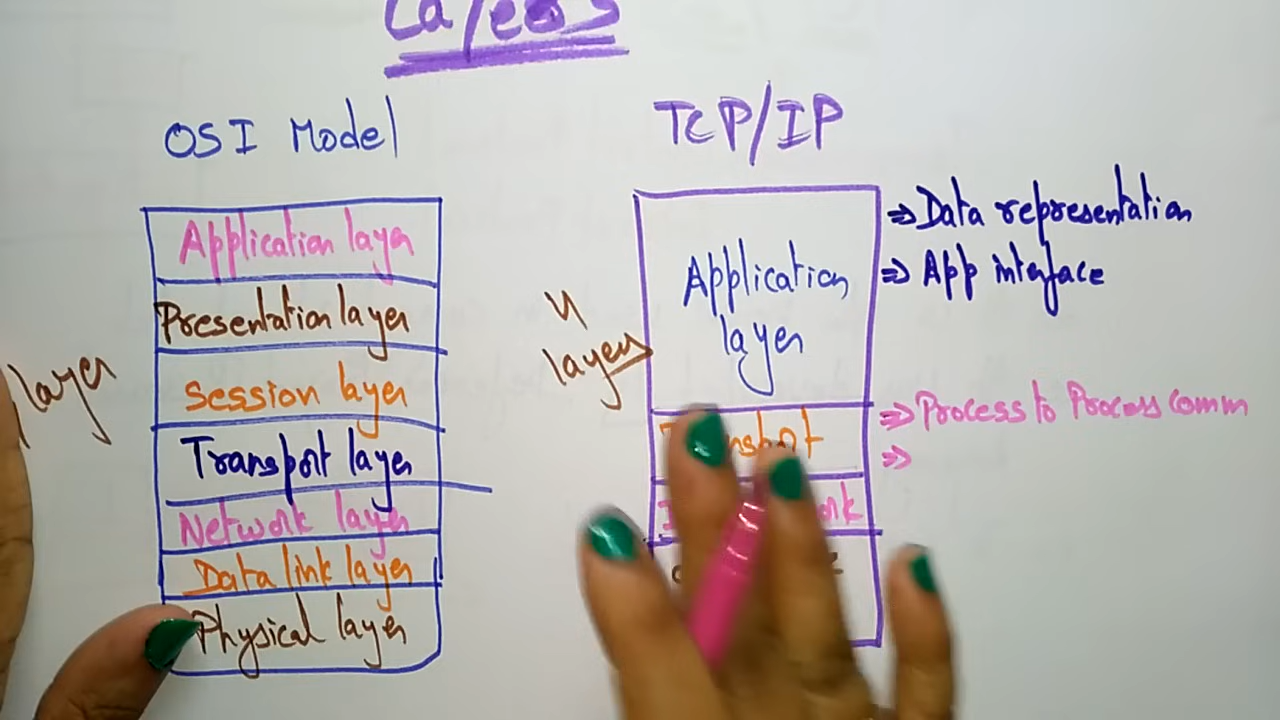 Layers
OSI Model
TCP/IP
Application layer
Presentation layer
Session layer
Transport layer
Network layer
Data link layer
Physical layer
layer
4
layers
Application
layer
⇒ Data representation
⇒ App interface
⇒ Process to Process comm
⇒